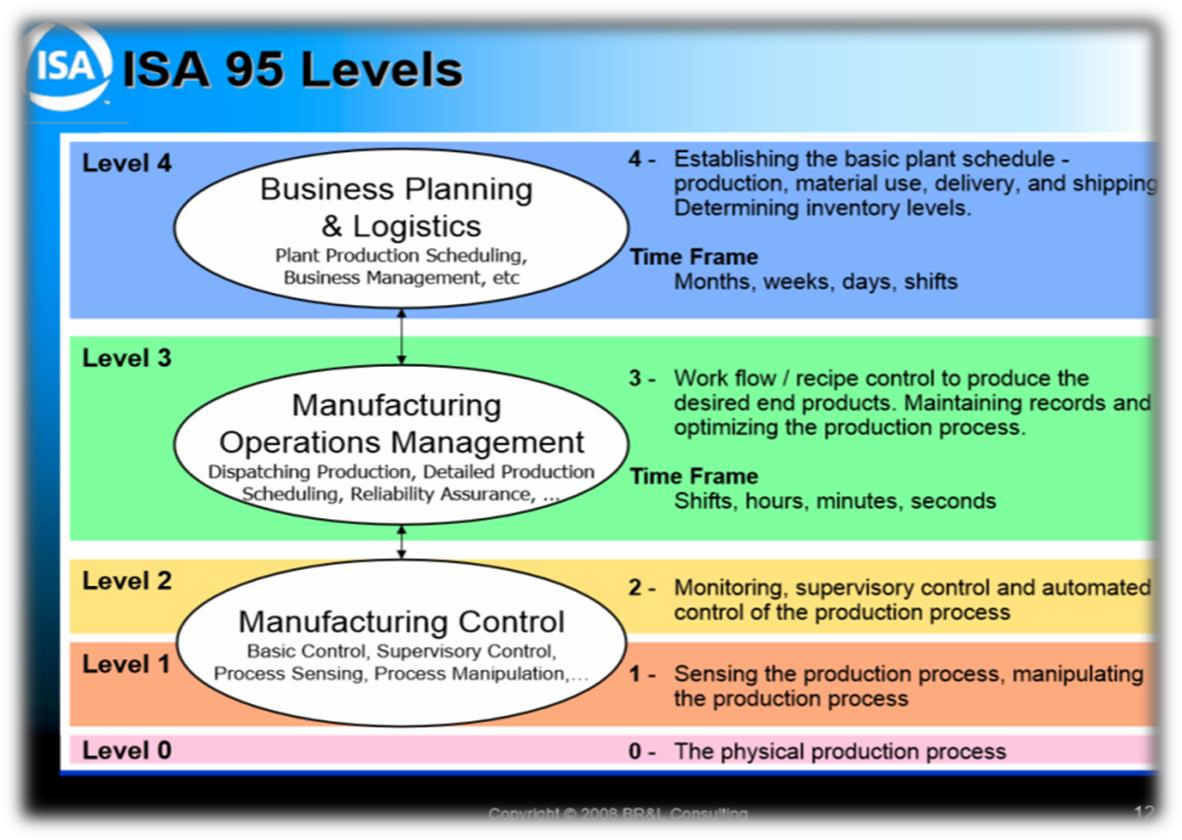 ISA
ISA 95 Levels
Level 4
Business Planning
& Logistics
Plant Production Scheduling,
Business Management, etc
4 - Establishing the basic plant schedule -
production, material use, delivery, and shipping
Determining inventory levels.
Time Frame
Months, weeks, days, shifts
Level 3
Manufacturing
Operations Management
Dispatching Production, Detailed Production
Scheduling, Reliability Assurance, ...
3 - Work flow / recipe control to produce the
desired end products. Maintaining records and
optimizing the production process.
Time Frame
Shifts, hours, minutes, seconds
Level 2
Manufacturing Control
Basic Control, Supervisory Control,
Process Sensing, Process Manipulation,...
2 - Monitoring, supervisory control and automated
control of the production process
Level 1
1 - Sensing the production process, manipulating
the production process
Level 0
0 - The physical production process
Copyright © 2008 BR&L Consulting
12